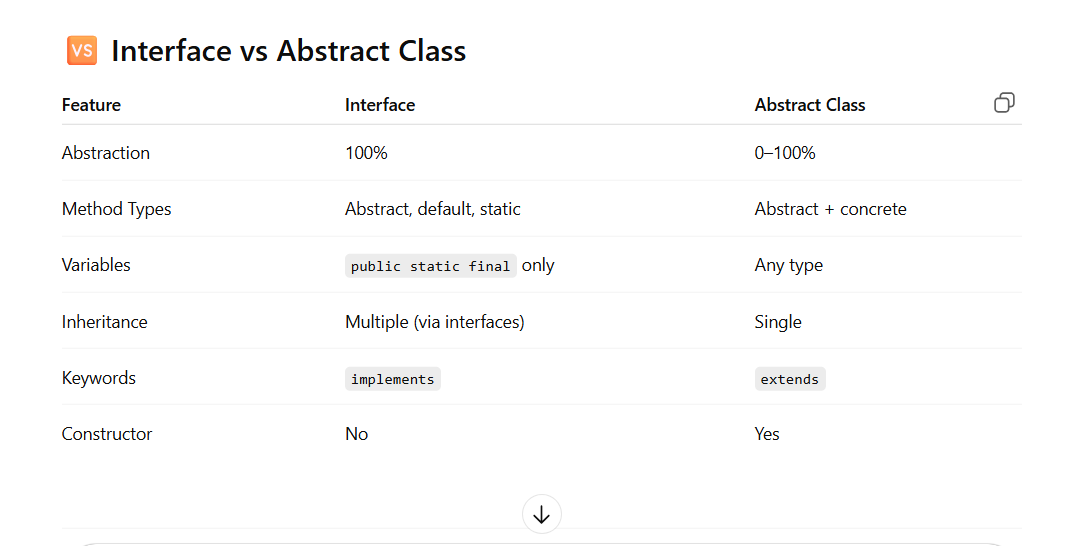 VS Interface vs Abstract Class
Feature Interface Abstract Class
Abstraction 100% 0–100%
Method Types Abstract, default, static Abstract + concrete
Variables public static final only Any type
Inheritance Multiple (via interfaces) Single
Keywords implements extends
Constructor No Yes